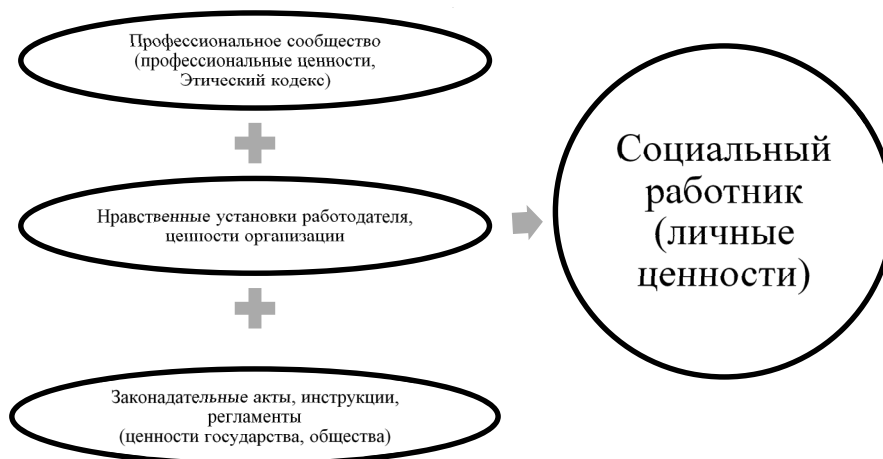 Профессиональное сообщество
(профессиональные ценности,
Этический кодекс)
Нравственные установки работодателя,
ценности организации
Законадательные акты, инструкции,
регламенты
(ценности государства, общества)
Социальный
работник
(личные
ценности)